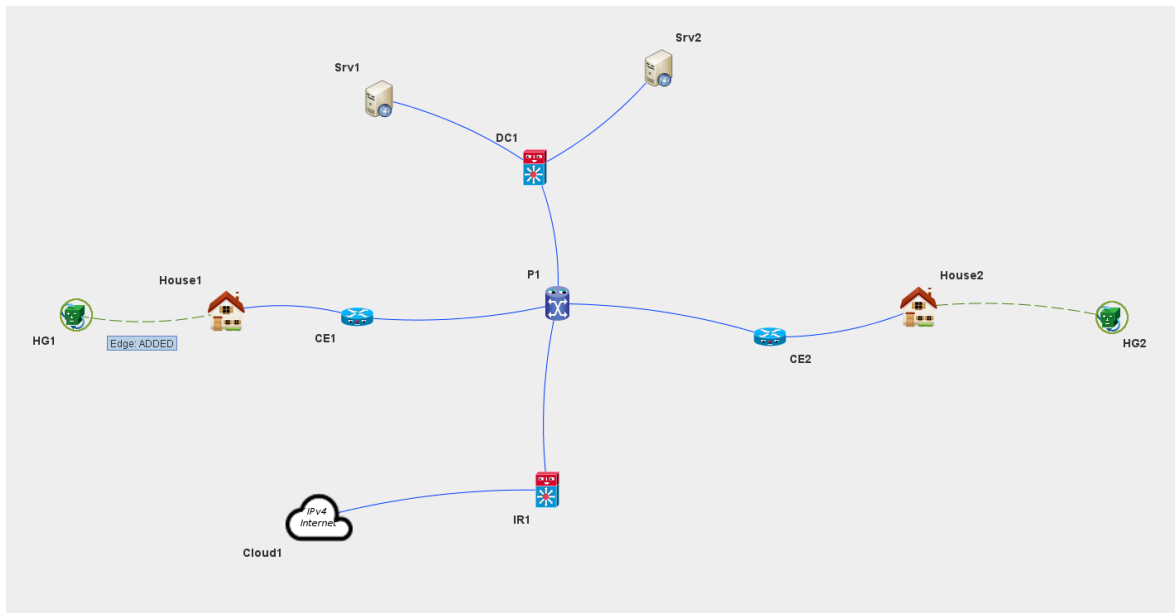 Srv2
Srv1
DC1
P1
House2
House1
HG1
Edge: ADDED
CE1
CE2
HG2
IPv4
Internet
IR1
Cloud1